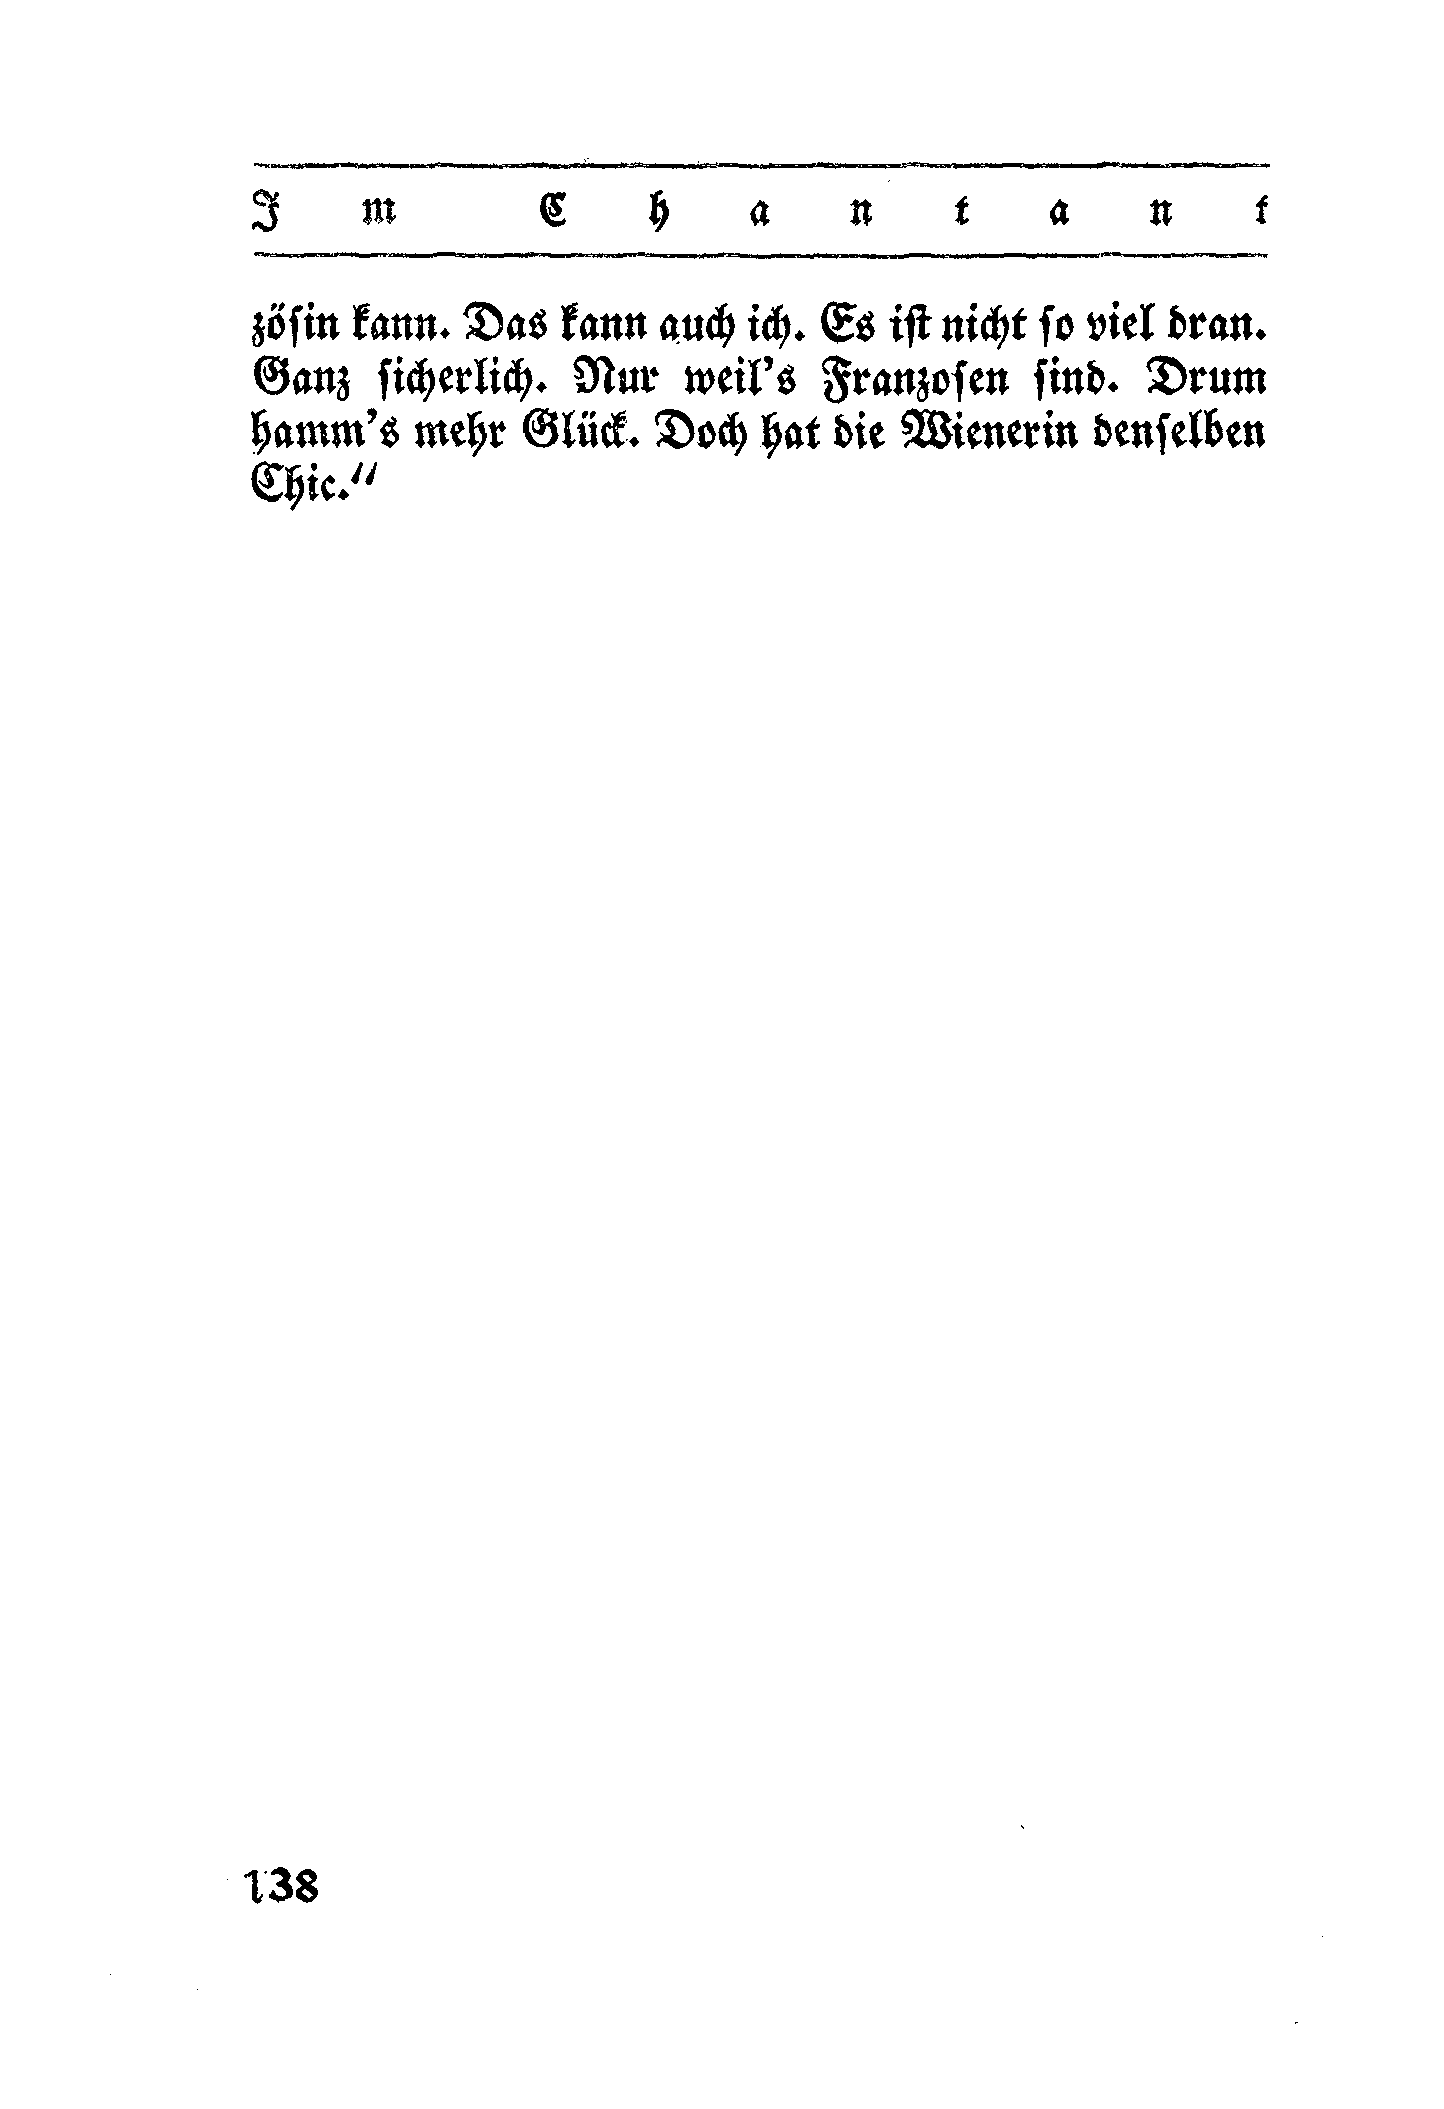 Im Chantant
zösin kann. Das kann auch ich. Es ist nicht so viel dran.
Ganz sicherlich. Nur weil's Franzosen sind. Drum
hamm's mehr Glück. Doch hat die Wienerin denselben
Chic."
138